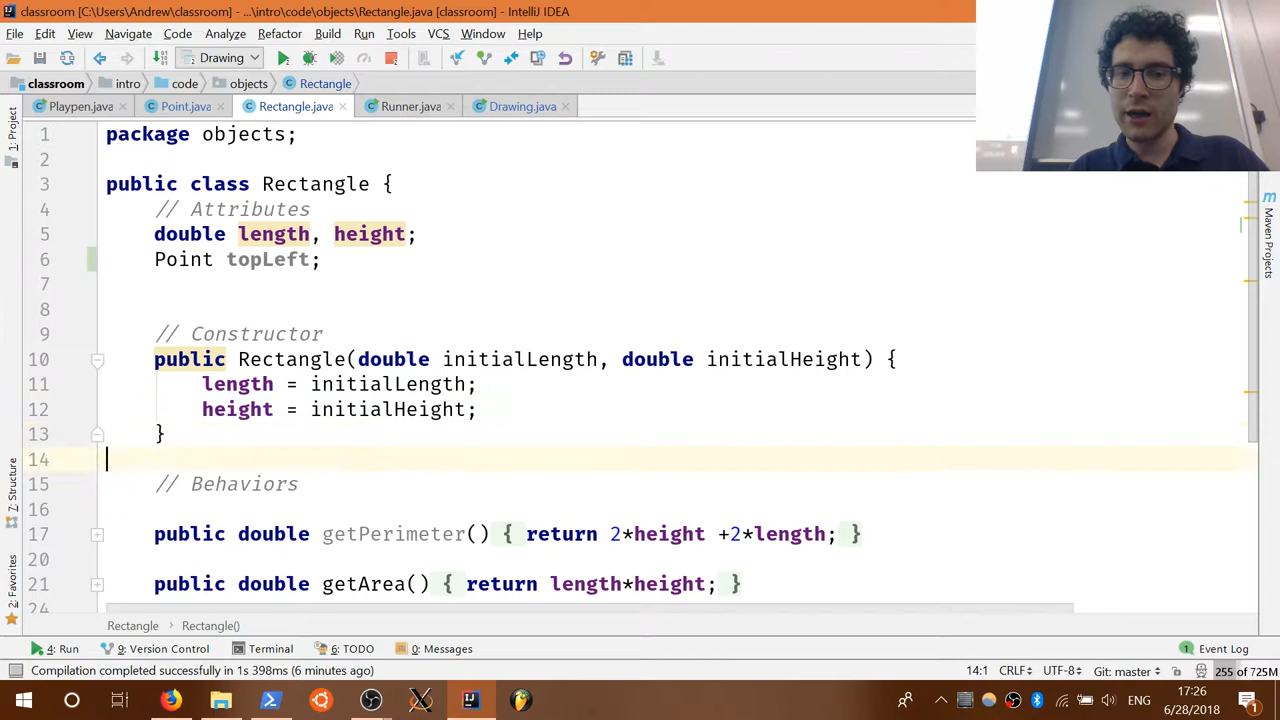 classroom [C:\Users\Andrew\classroom] - ...\intro\code\objects\Rectangle.java [classroom] - IntelliJ IDEA
File Edit View Navigate Code Analyze Refactor Build Run Tools VCS Window Help
Drawing
classroom intro code objects Rectangle
Playpen.java Point.java Rectangle.java Runner.java Drawing.java
1 package objects;
2
3 public class Rectangle {
4 // Attributes
5 double length, height;
6 Point topLeft;
7
8
9 // Constructor
10 public Rectangle(double initialLength, double initialHeight) {
11 length = initialLength;
12 height = initialHeight;
13 }
14
15 // Behaviors
16
17 public double getPerimeter() { return 2*height +2*length; }
20
21 public double getArea() { return length*height; }
24
1: Project
7: Structure
2: Favorites
Maven Projects
Rectangle Rectangle()
4: Run 9: Version Control Terminal 6: TODO 0: Messages 1 Event Log
Compilation completed successfully in 1s 398ms (6 minutes ago) 14:1 CRLF UTF-8 Git: master 255 of 725M
ENG 17:26
6/28/2018 1